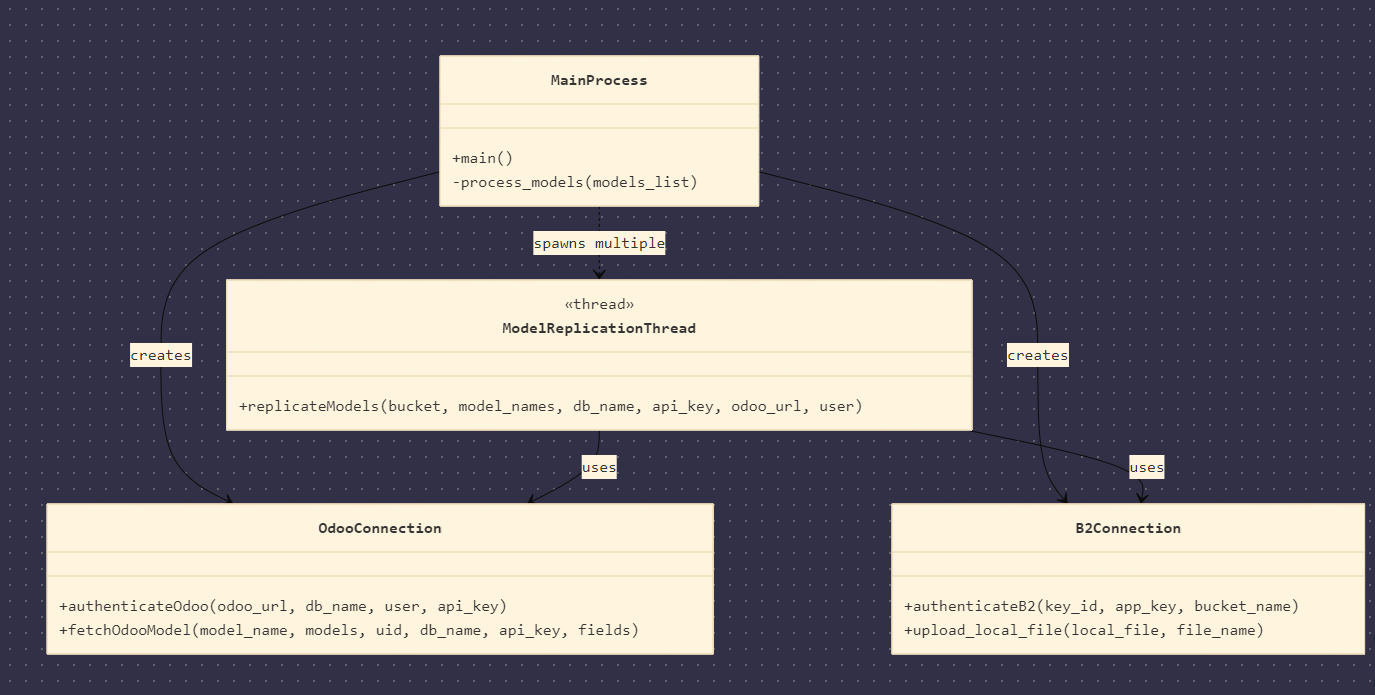 MainProcess
+main()
-process_models(models_list)
spawns multiple
«thread»
ModelReplicationThread
creates
creates
+replicateModels(bucket, model_names, db_name, api_key, odoo_url, user)
uses
uses
OdooConnection
+authenticateOdoo(odoo_url, db_name, user, api_key)
+fetchOdooModel(model_name, models, uid, db_name, api_key, fields)
B2Connection
+authenticateB2(key_id, app_key, bucket_name)
+upload_local_file(local_file, file_name)